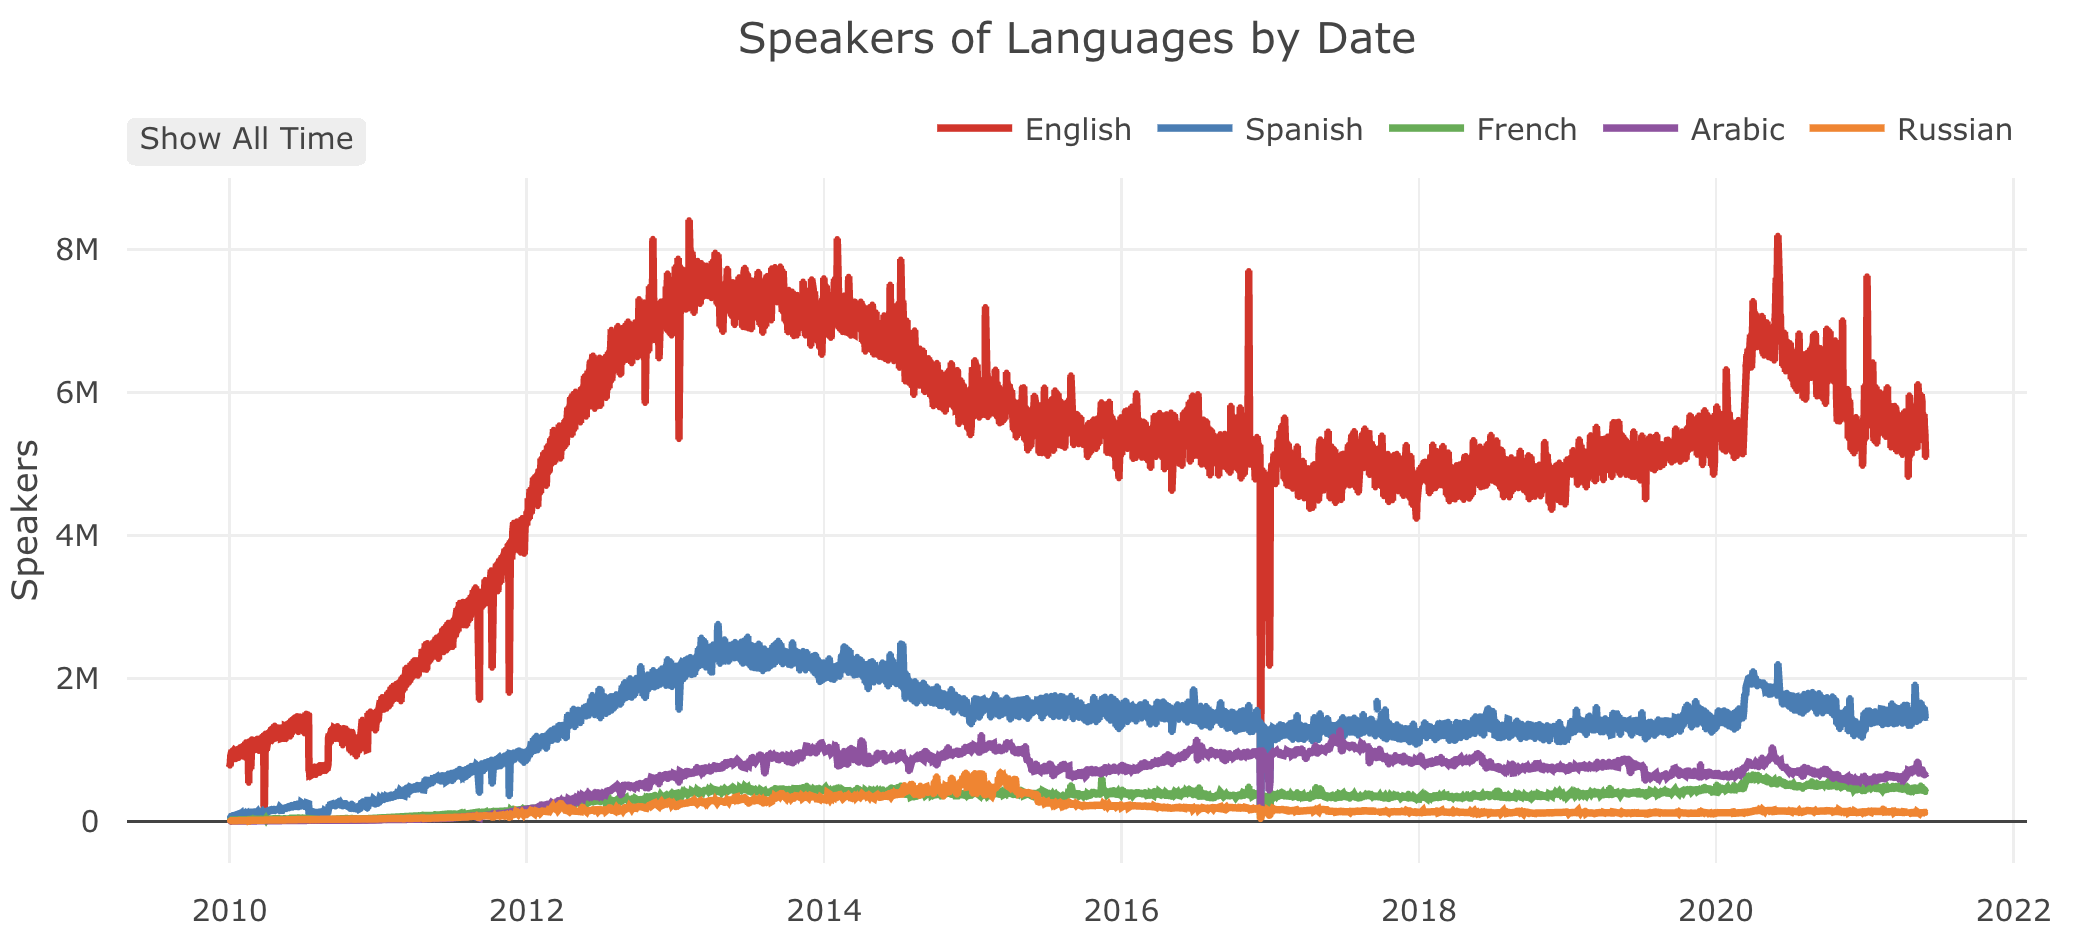 Speakers of Languages by Date
Show All Time
English Spanish French Arabic Russian
Speakers
8M
6M
4M
2M
0
2010 2012 2014 2016 2018 2020 2022